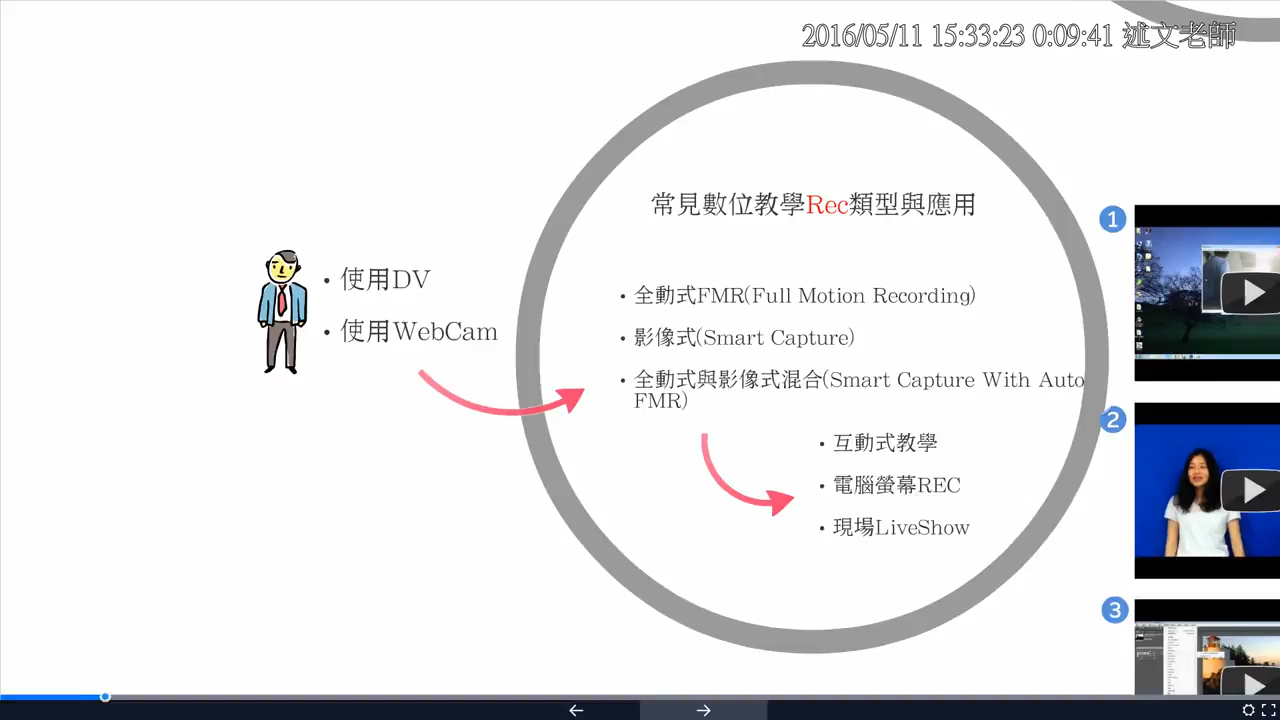 2016/05/11 15:33:23 0:09:41 述文老師
常見數位教學Rec類型與應用
• 使用DV
• 使用WebCam
• 全動式FMR(Full Motion Recording)
• 影像式(Smart Capture)
• 全動式與影像式混合(Smart Capture With Auto
FMR)
• 互動式教學
• 電腦螢幕REC
• 現場LiveShow
1
2
3